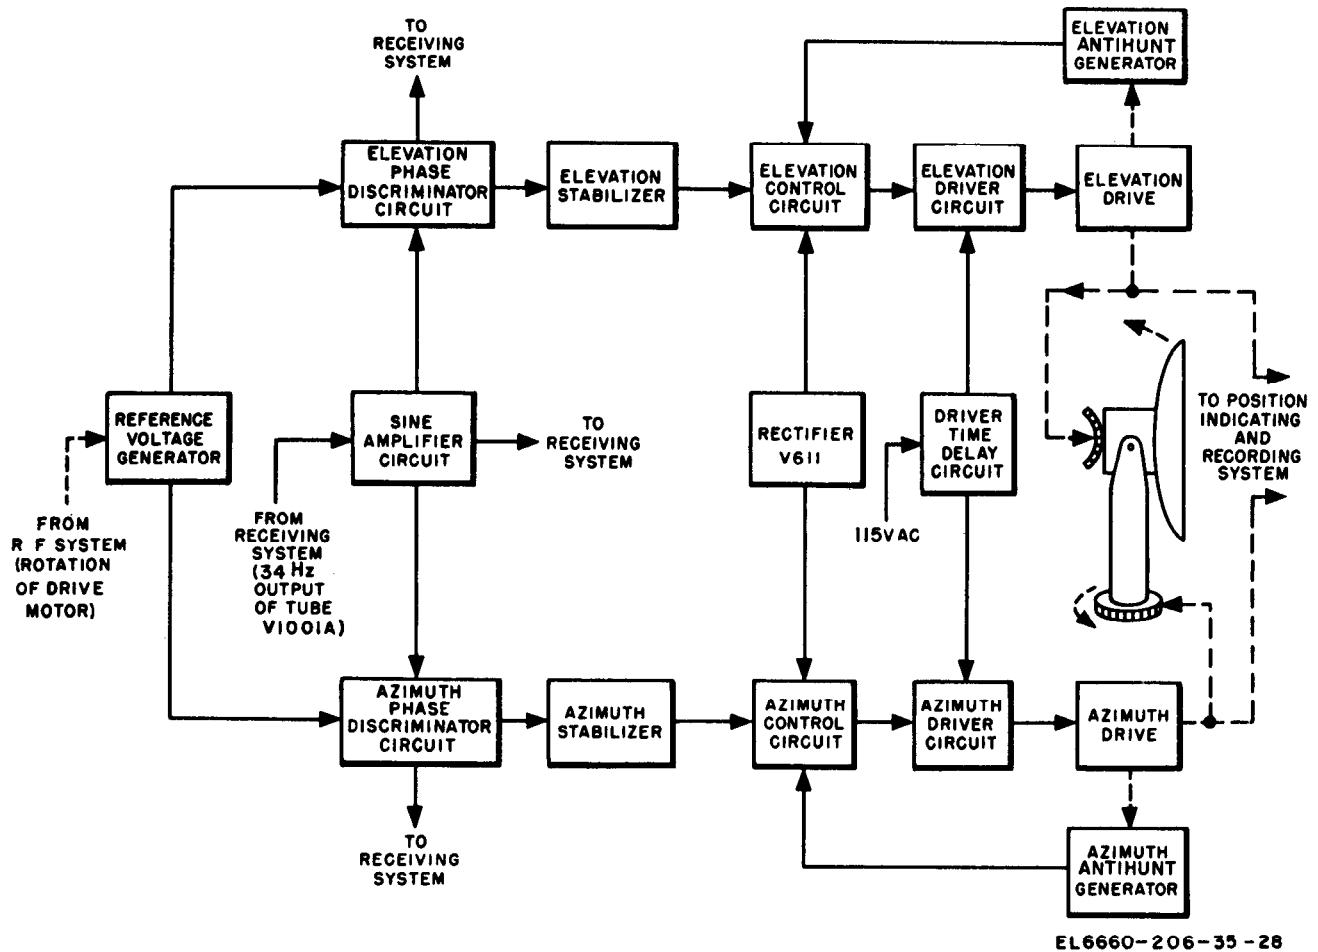 TO
RECEIVING
SYSTEM
ELEVATION
ANTIHUNT
GENERATOR
ELEVATION
PHASE
DISCRIMINATOR
CIRCUIT
ELEVATION
STABILIZER
ELEVATION
CONTROL
CIRCUIT
ELEVATION
DRIVER
CIRCUIT
ELEVATION
DRIVE
REFERENCE
VOLTAGE
GENERATOR
SINE
AMPLIFIER
CIRCUIT
TO
RECEIVING
SYSTEM
RECTIFIER
V611
DRIVER
TIME
DELAY
CIRCUIT
TO POSITION
INDICATING
AND
RECORDING
SYSTEM
FROM
R F SYSTEM
(ROTATION
OF DRIVE
MOTOR)
FROM
RECEIVING
SYSTEM
(34 Hz
OUTPUT
OF TUBE
V1001A)
115VAC
AZIMUTH
PHASE
DISCRIMINATOR
CIRCUIT
AZIMUTH
STABILIZER
AZIMUTH
CONTROL
CIRCUIT
AZIMUTH
DRIVER
CIRCUIT
AZIMUTH
DRIVE
TO
RECEIVING
SYSTEM
AZIMUTH
ANTIHUNT
GENERATOR
EL6660-206-35-28